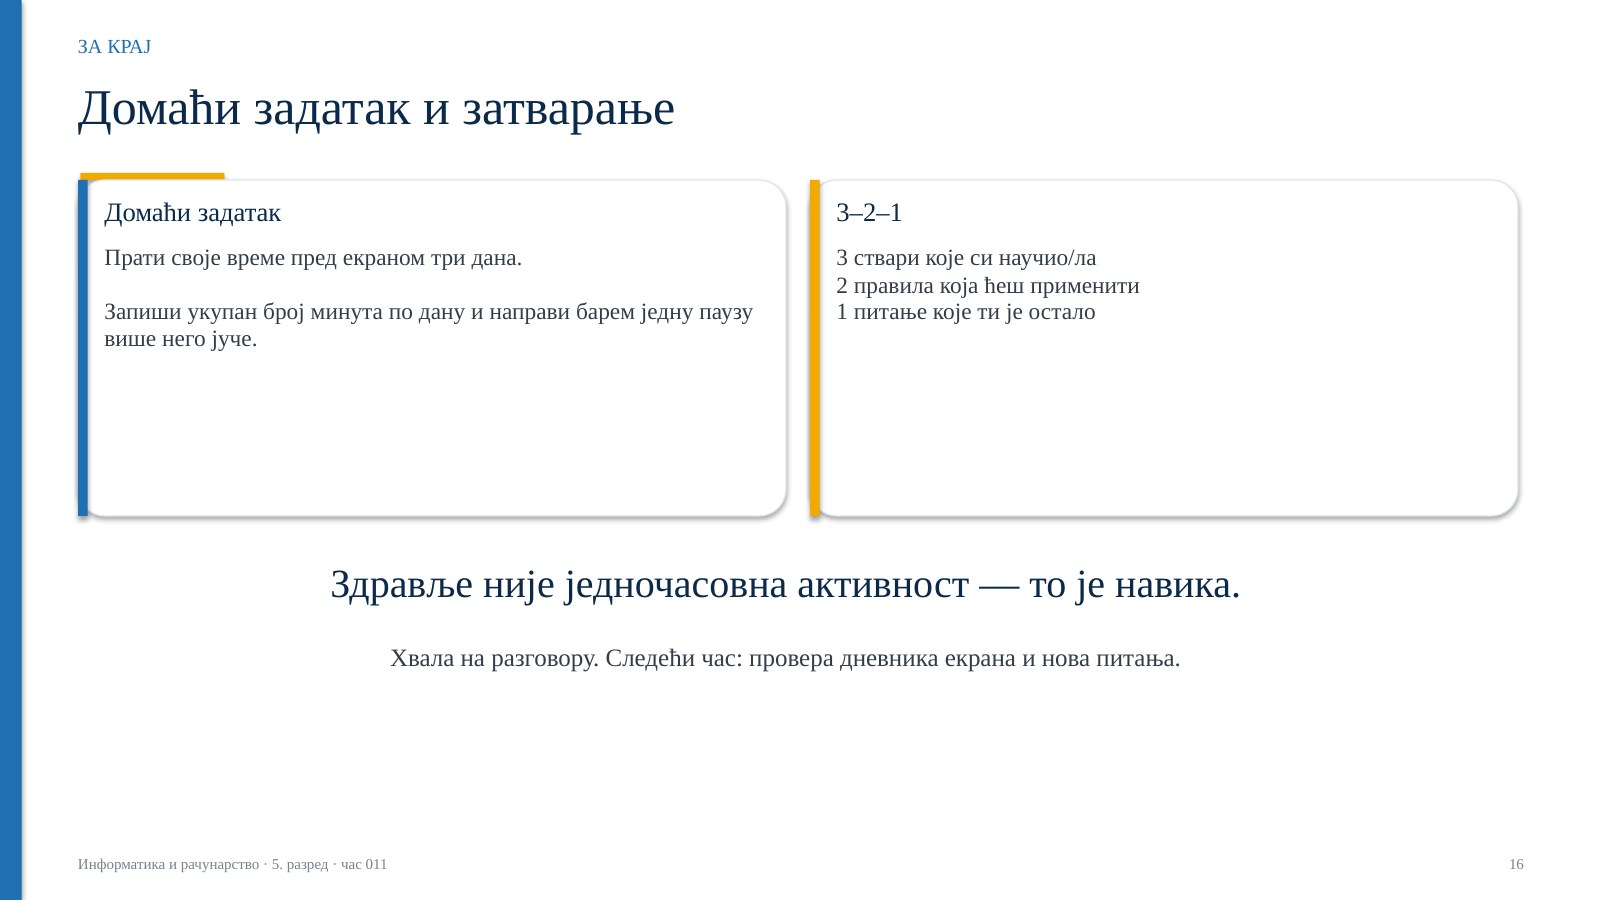 ЗА КРАЈ
Домаћи задатак и затварање
Домаћи задатак
Прати своје време пред екраном три дана.
Запиши укупан број минута по дану и направи барем једну паузу
више него јуче.
3–2–1
3 ствари које си научио/ла
2 правила која ћеш применити
1 питање које ти је остало
Здравље није једночасовна активност — то је навика.
Хвала на разговору. Следећи час: провера дневника екрана и нова питања.
Информатика и рачунарство · 5. разред · час 011
16